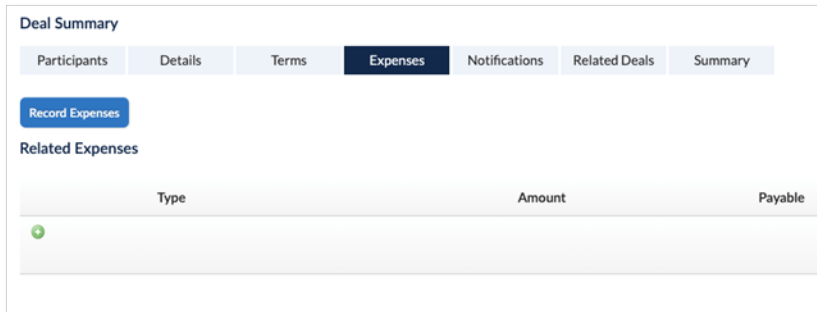 Deal Summary
Participants Details Terms Expenses Notifications Related Deals Summary
Record Expenses
Related Expenses
Type Amount Payable